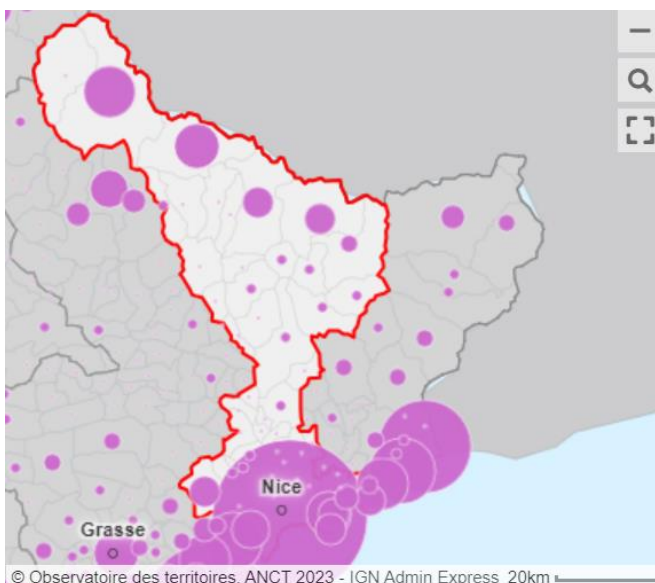 Nice
Grasse
© Observatoire des territoires, ANCT 2023 - IGN Admin Express 20km